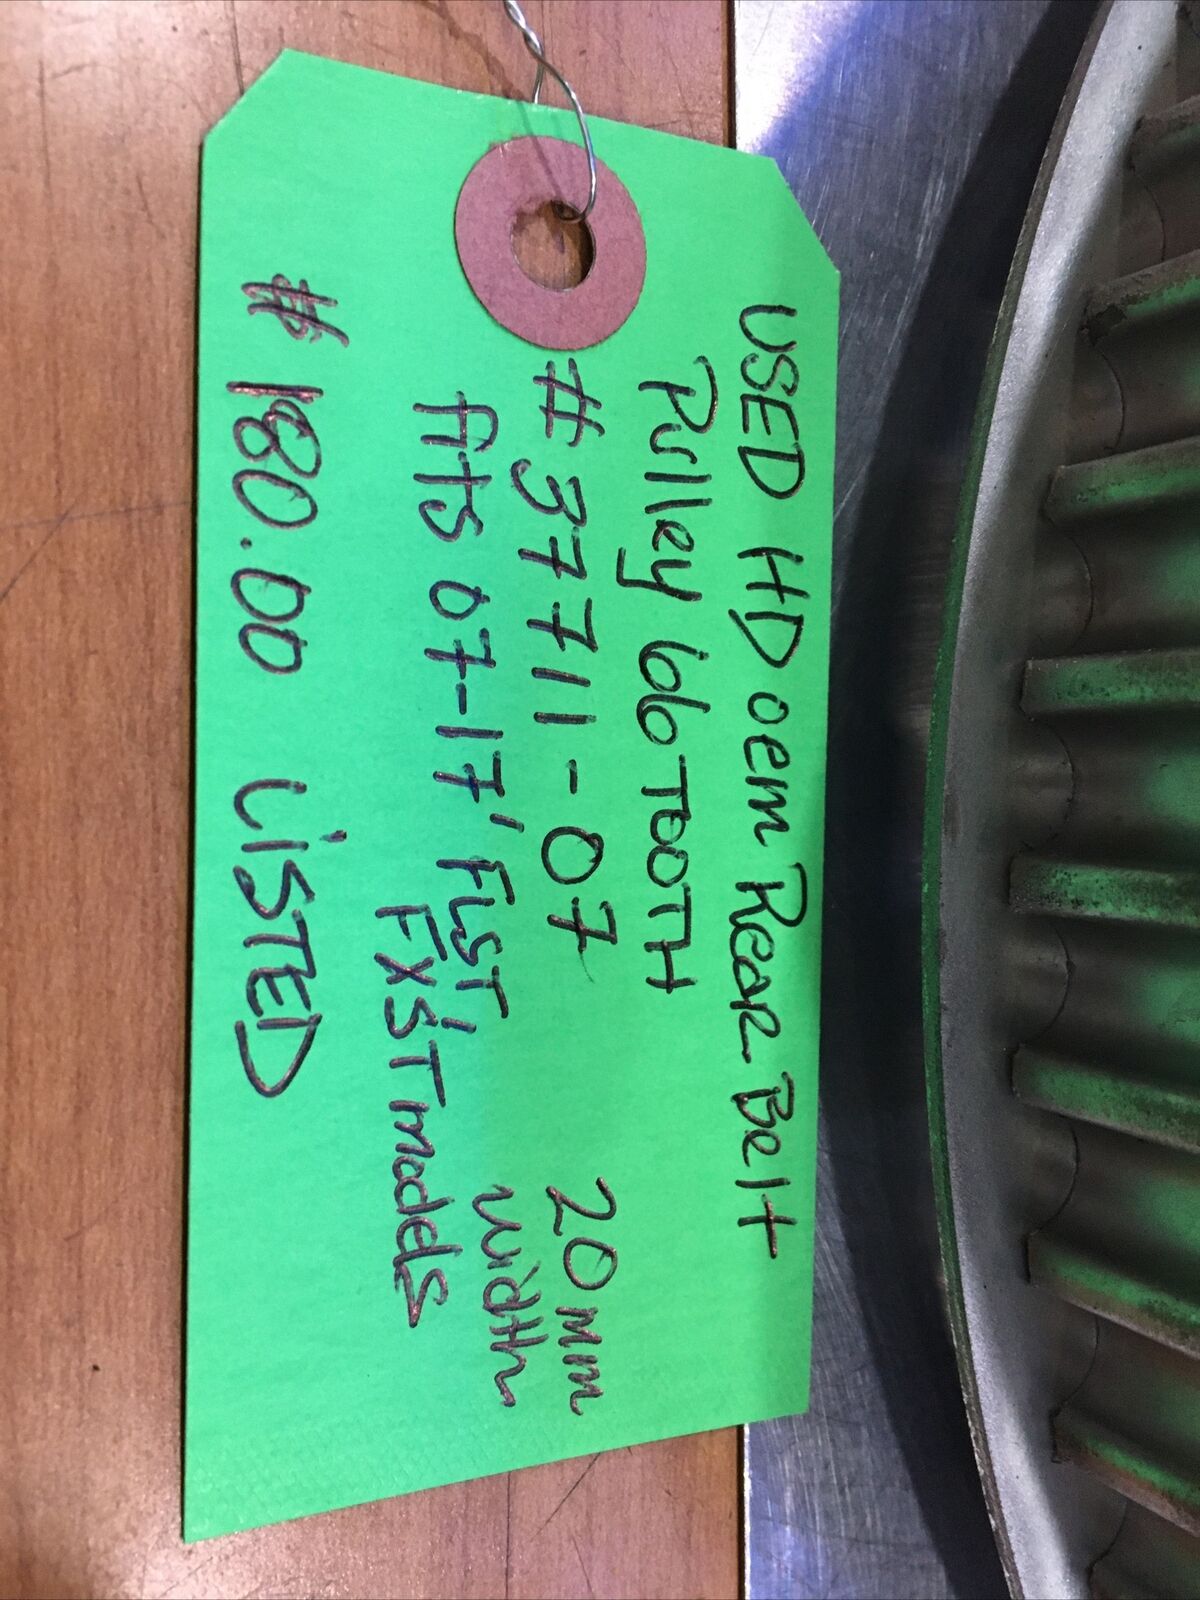 USED HD oem Rear Belt
Pulley 66 TOOTH
# 37711-07
20mm
width
fits 07-17' FLST,
FXST models
# 180.00 LiSTED